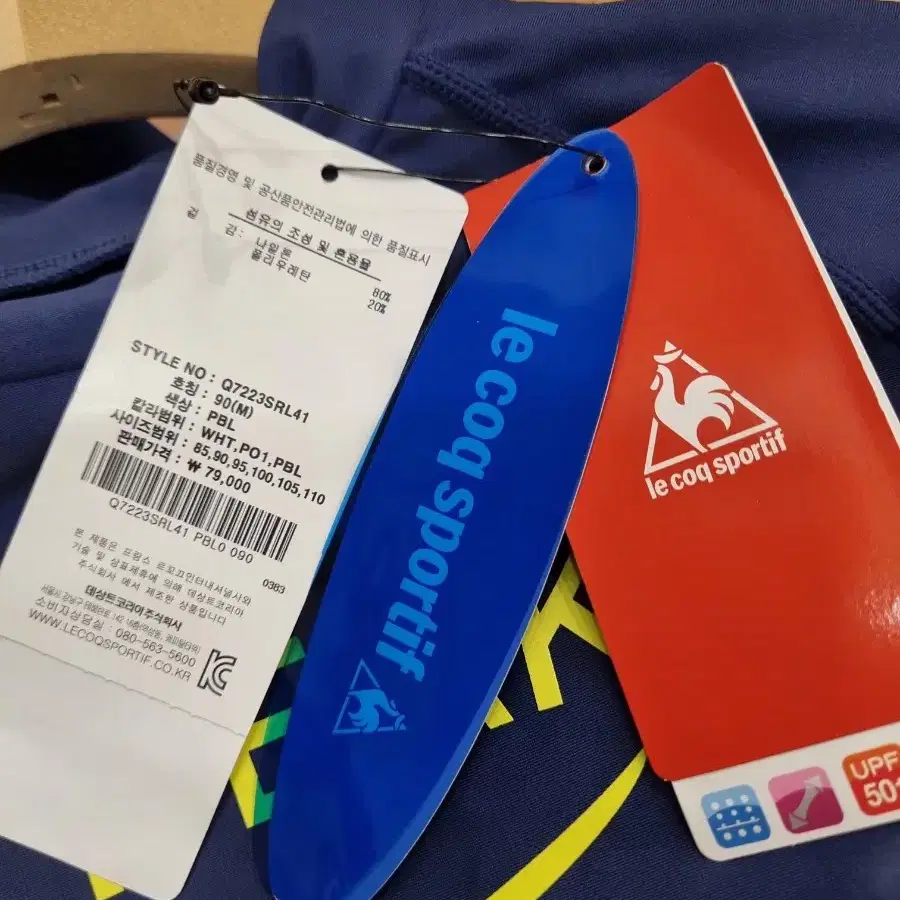 품질경영 및 공산품안전관리법에 의한 품질표시
섬유의 조성 및 혼용율
겉 감: 나일론 80%
폴리우레탄 20%
STYLE NO : Q7223SRL41
호칭 : 90(M)
색상 : PBL
칼라범위 : WHT,PO1,PBL
사이즈범위 : 85,90,95,100,105,110
판매가격 : ₩ 79,000
Q7223SRL41 PBL0 090
0363
본 제품은 프랑스 르꼬끄인터내셔널사와
기술 및 상표제휴에 의해 데상트코리아
주식회사 에서 제조한 상품입니다
데상트코리아주식회사
소비자상담실 : 080-563-5600
WWW.LECOQSPORTIF.CO.KR
le coq sportif
le coq sportif
UPF
50+